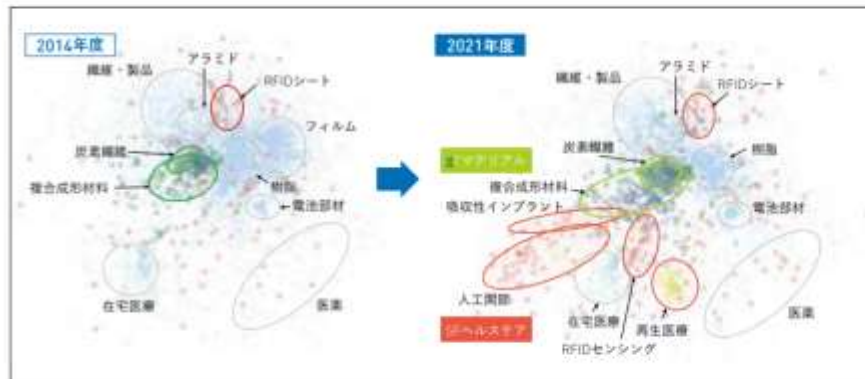 2014年度
アラミド
繊維・製品
RFIDシート
フィルム
炭素繊維
複合成形材料
樹脂
電池部材
在宅医療
医薬
2021年度
アラミド
繊維・製品
RFIDシート
炭素繊維
樹脂
マテリアル
複合成形材料
吸収性インプラント
電池部材
人工関節
在宅医療
再生医療
医薬
ヘルスケア
RFIDセンシング